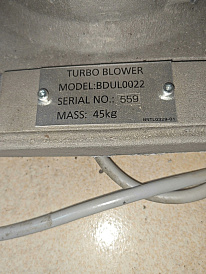 TURBO BLOWER
MODEL:BDUL0022
SERIAL NO.: 559
MASS: 45kg